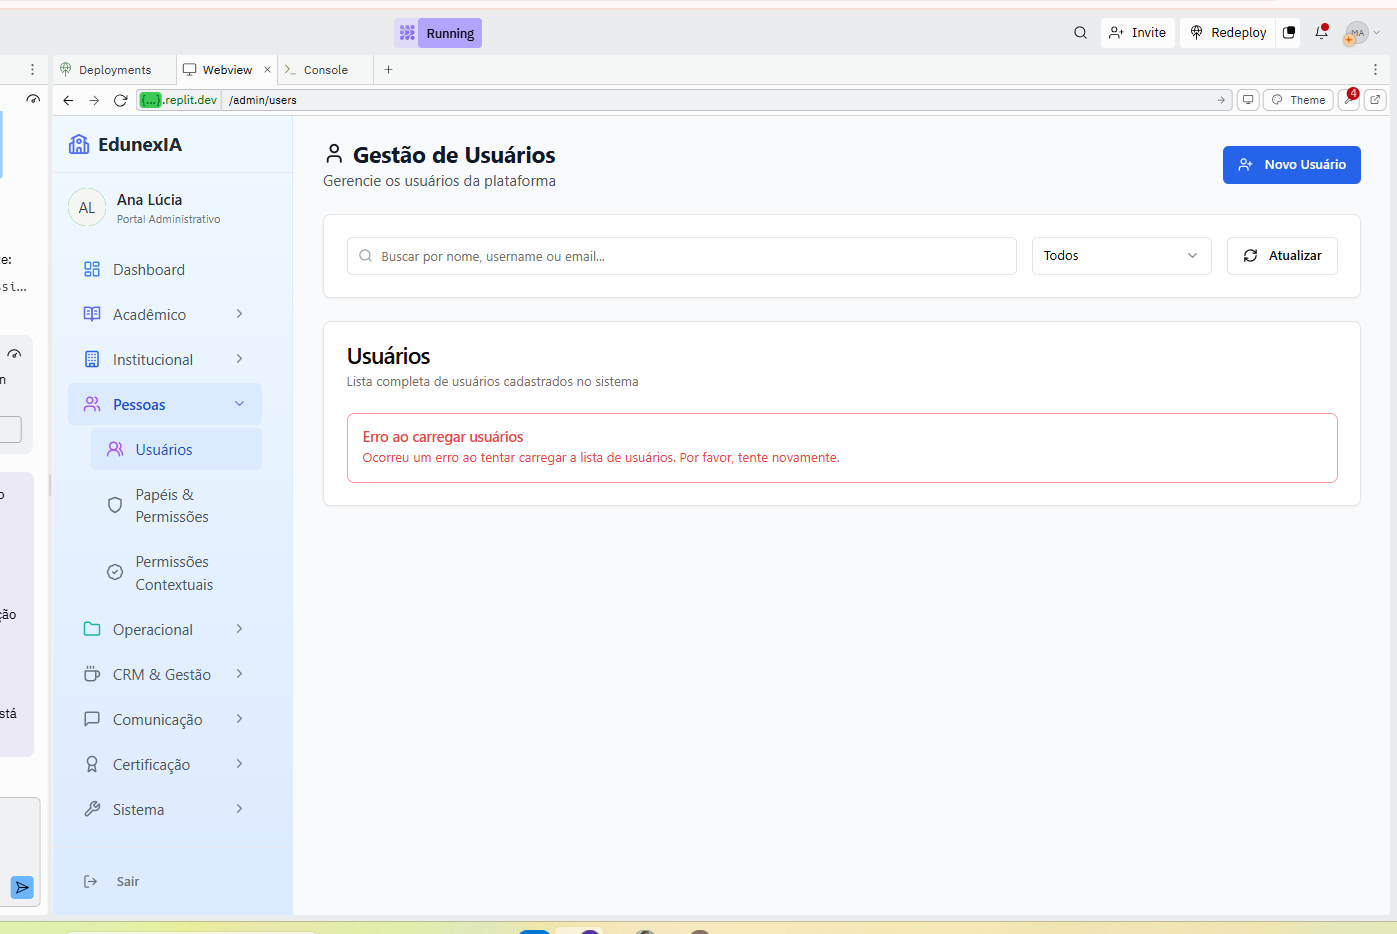 Running
Invite
Redeploy
MA
Deployments
Webview
Console
{...}.replit.dev
/admin/users
Theme
4
EdunexIA
AL
Ana Lúcia
Portal Administrativo
Dashboard
Acadêmico
Institucional
Pessoas
Usuários
Papéis &
Permissões
Permissões
Contextuais
Operacional
CRM & Gestão
Comunicação
Certificação
Sistema
Sair
Gestão de Usuários
Gerencie os usuários da plataforma
Novo Usuário
Buscar por nome, username ou email...
Todos
Atualizar
Usuários
Lista completa de usuários cadastrados no sistema
Erro ao carregar usuários
Ocorreu um erro ao tentar carregar a lista de usuários. Por favor, tente novamente.